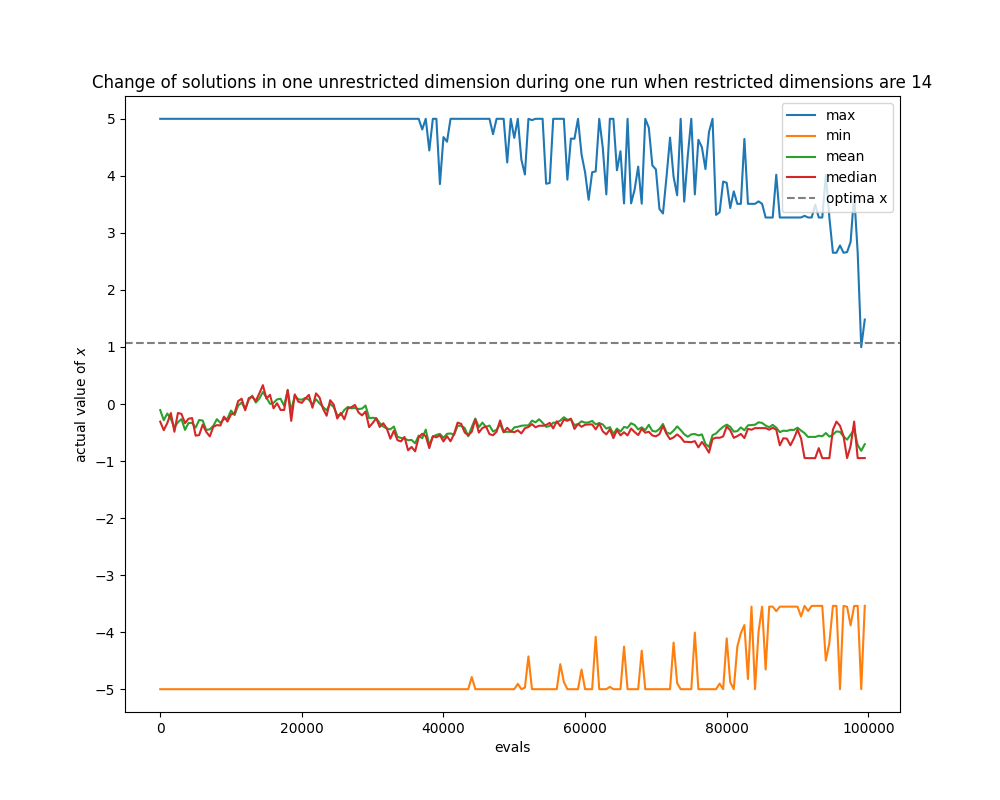 Change of solutions in one unrestricted dimension during one run when restricted dimensions are 14
max
min
mean
median
optima x
5
4
3
2
1
0
−1
−2
−3
−4
−5
actual value of x
0 20000 40000 60000 80000 100000
evals